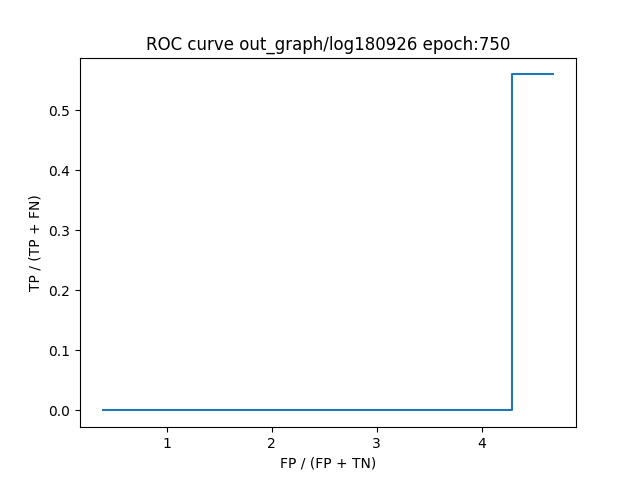 ROC curve out_graph/log180926 epoch:750
TP / (TP + FN)
0.5
0.4
0.3
0.2
0.1
0.0
1 2 3 4
FP / (FP + TN)